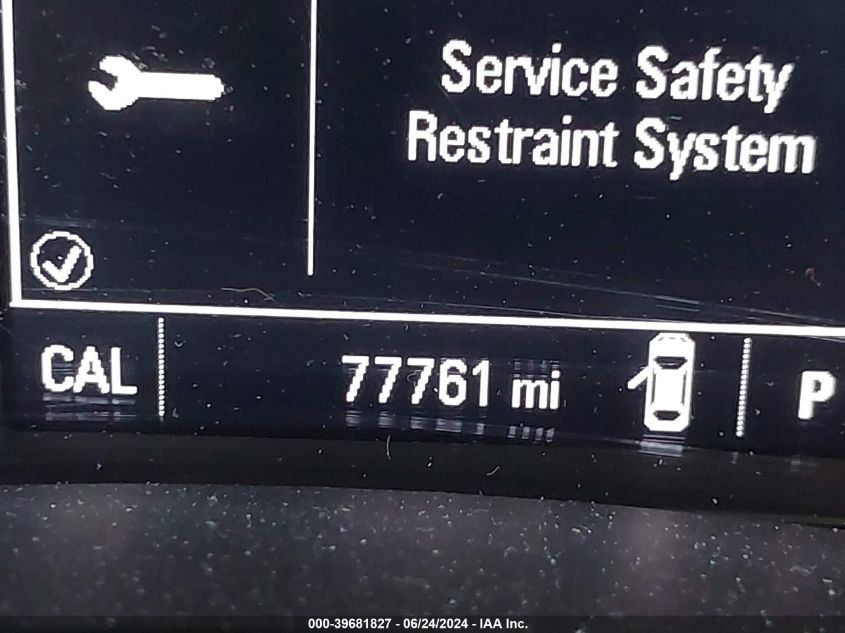 Service Safety
Restraint System
CAL
77761 mi
P
000-39681827 - 06/24/2024 - IAA Inc.